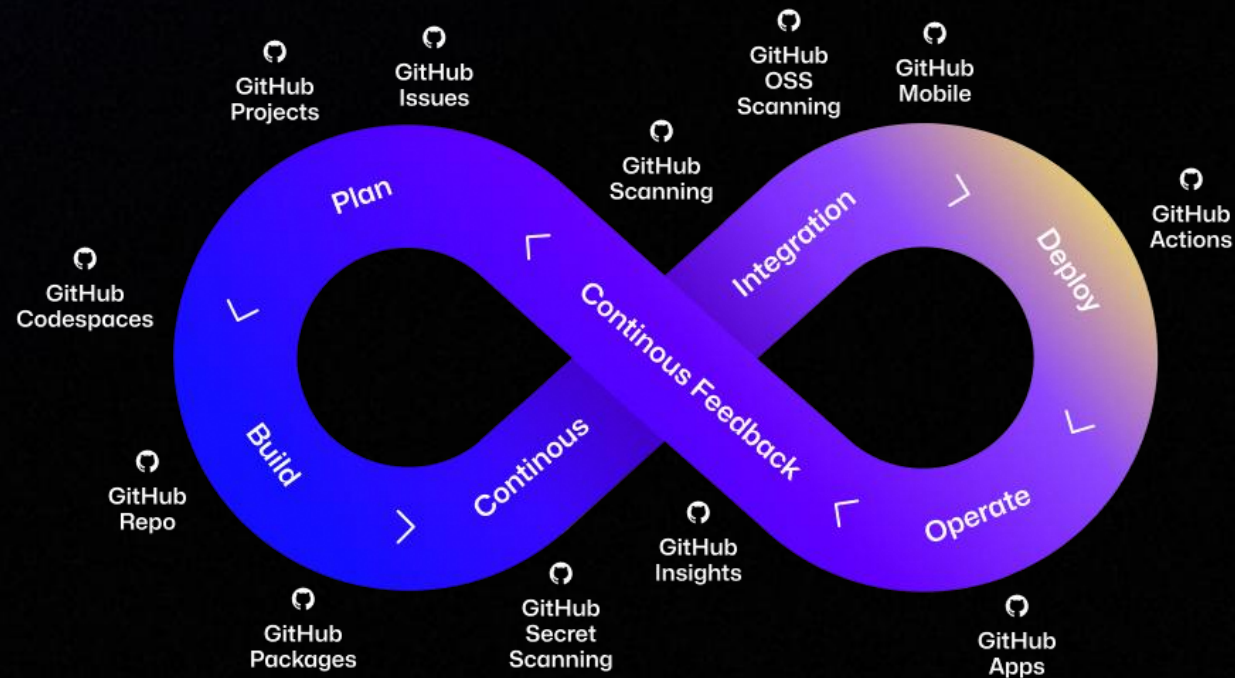 GitHub
Projects
GitHub
Issues
GitHub
OSS
Scanning
GitHub
Mobile
GitHub
Scanning
GitHub
Actions
GitHub
Codespaces
Plan
Integration
Deploy
Continous Feedback
Build
Continous
Operate
GitHub
Repo
GitHub
Insights
GitHub
Packages
GitHub
Secret
Scanning
GitHub
Apps